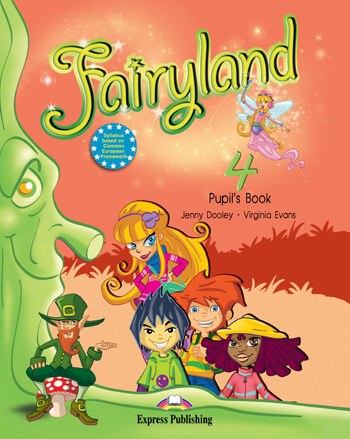 Fairyland
Syllabus
based on
Common
European
Framework
4
Pupil's Book
Jenny Dooley - Virginia Evans
Express Publishing